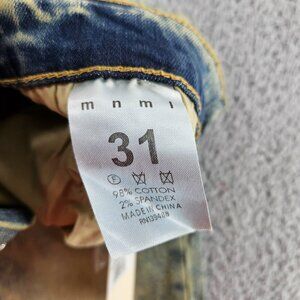 mnml
31
98% COTTON
2% SPANDEX
MADE IN CHINA